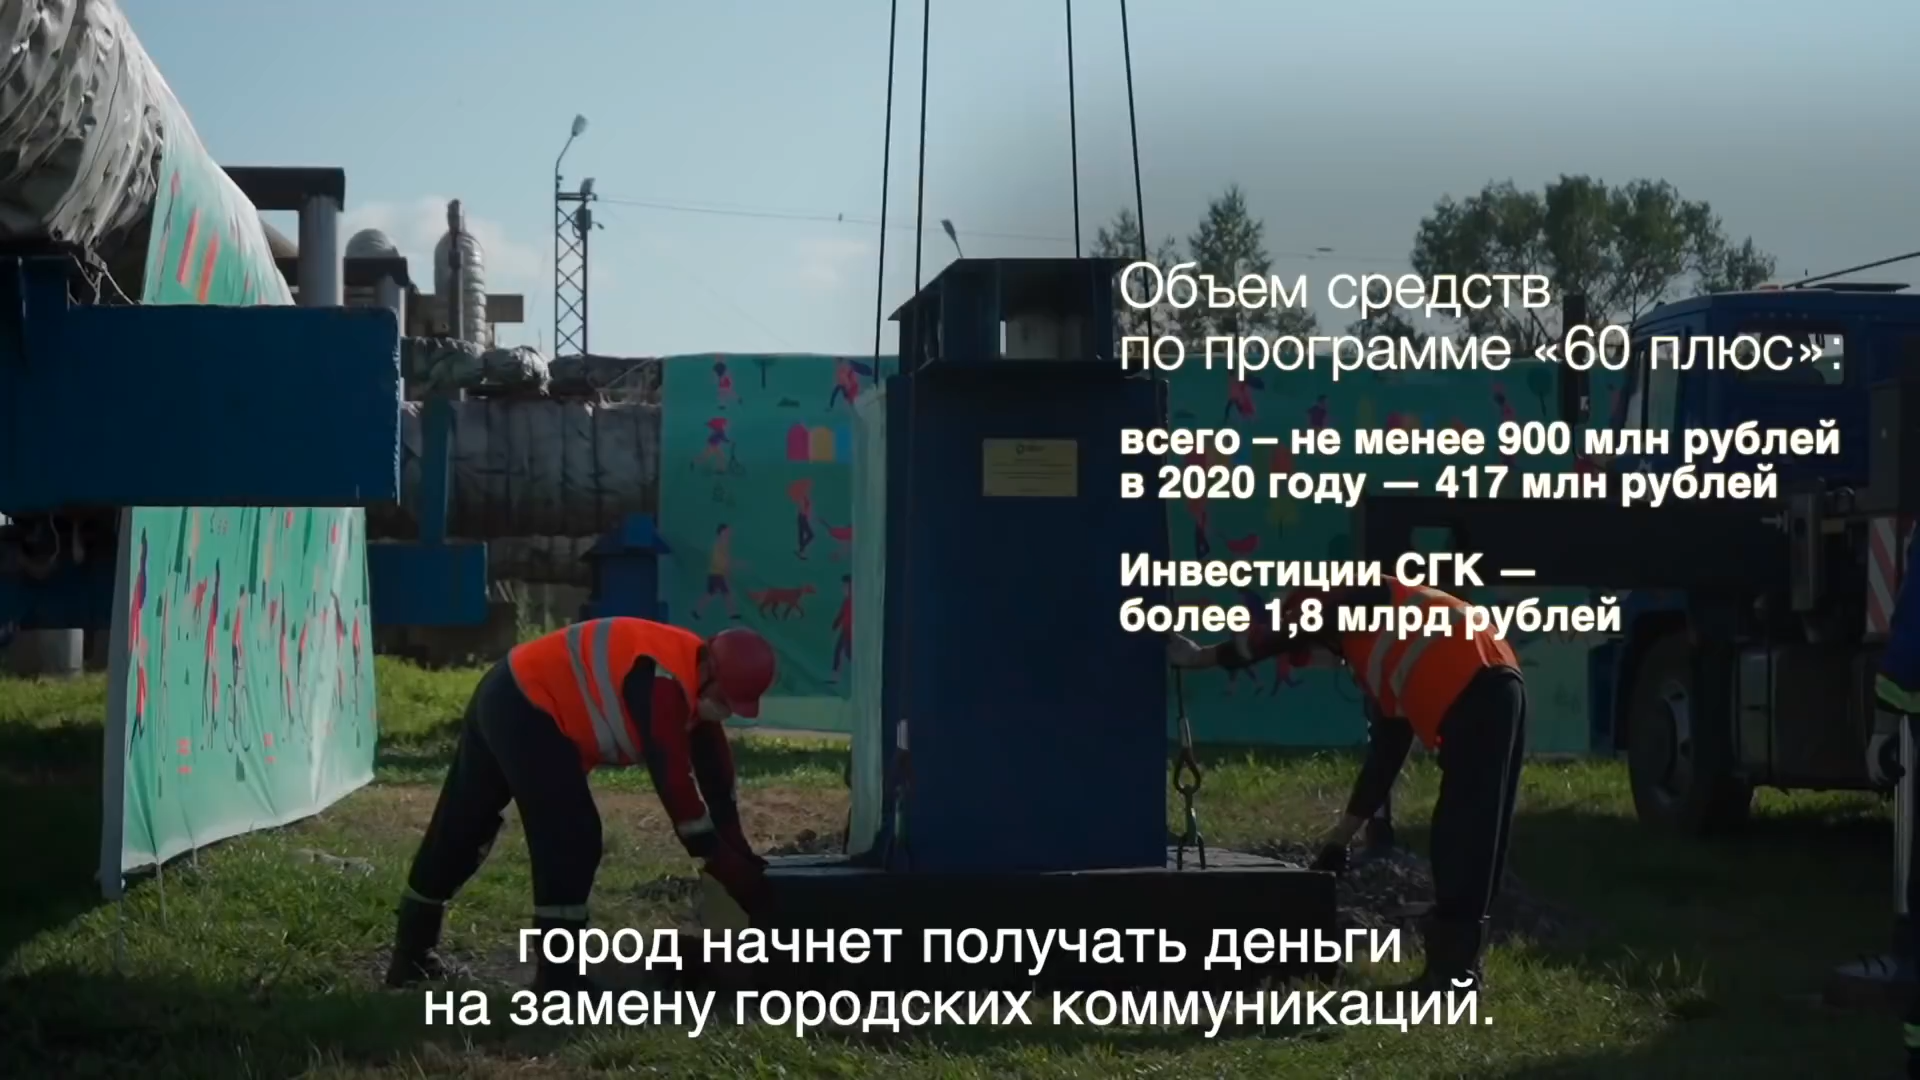 Объем средств
по программе «60 плюс»:
всего – не менее 900 млн рублей
в 2020 году — 417 млн рублей
Инвестиции СГК —
более 1,8 млрд рублей
город начнет получать деньги
на замену городских коммуникаций.